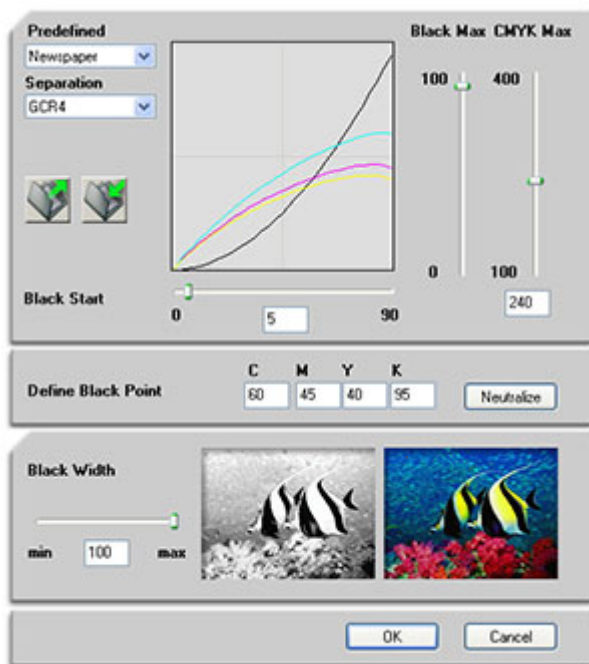 Predefined
Newspaper
Separation
GCR4
Black Max CMYK Max
100 400
0 100
240
Black Start
0 5 90
C M Y K
Define Black Point 60 45 40 95 Neutralize
Black Width
min 100 max
OK Cancel